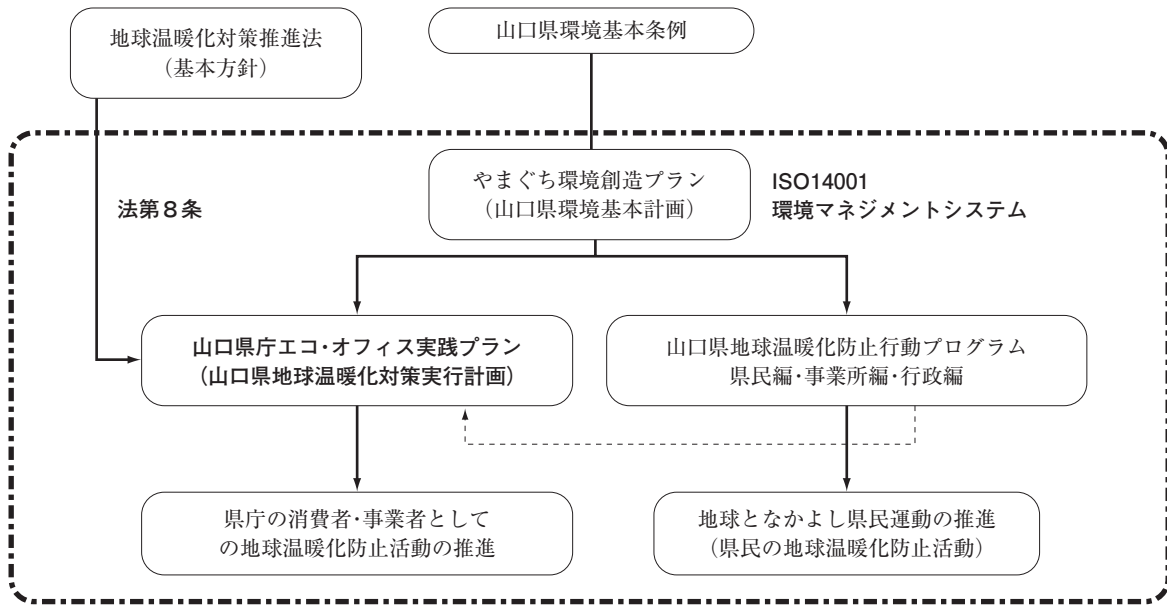 地球温暖化対策推進法
（基本方針）
山口県環境基本条例
やまぐち環境創造プラン
（山口県環境基本計画）
ISO14001
環境マネジメントシステム
法第８条
山口県庁エコ・オフィス実践プラン
（山口県地球温暖化対策実行計画）
山口県地球温暖化防止行動プログラム
県民編・事業所編・行政編
県庁の消費者・事業者として
の地球温暖化防止活動の推進
地球となかよし県民運動の推進
（県民の地球温暖化防止活動）